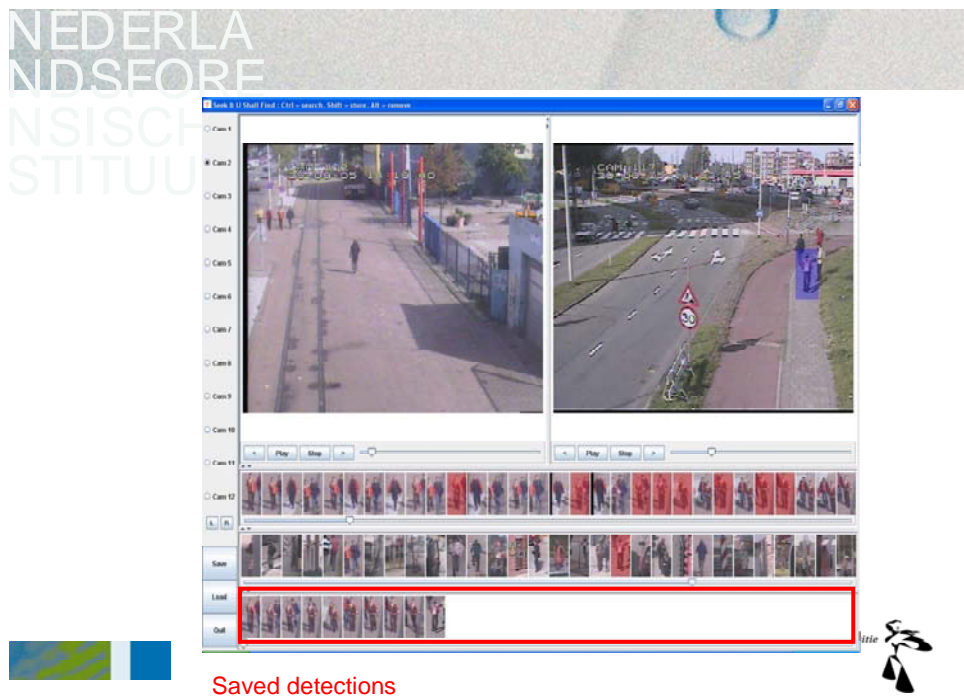 NEDERLA
NDSFORE
NSISCH
STITUU
Seek & U Shall Find : Ctrl = search, Shift = store, Alt = remove
Cam 1
Cam 2
Cam 3
Cam 4
Cam 5
Cam 6
Cam 7
Cam 8
Cam 9
Cam 10
Cam 11
Cam 12
30
<
Play
Stop
>
<
Play
Stop
>
L
R
Save
Load
Quit
itie
Saved detections